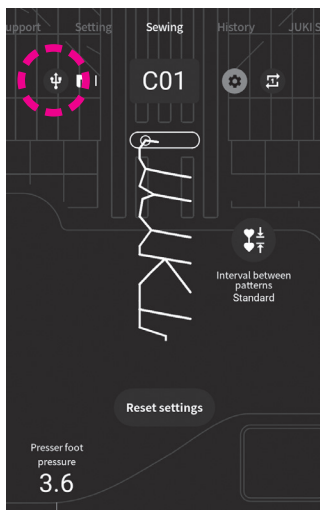 upport Setting Sewing History JUKI S
C01
Interval between
patterns
Standard
Reset settings
Presser foot
pressure
3.6